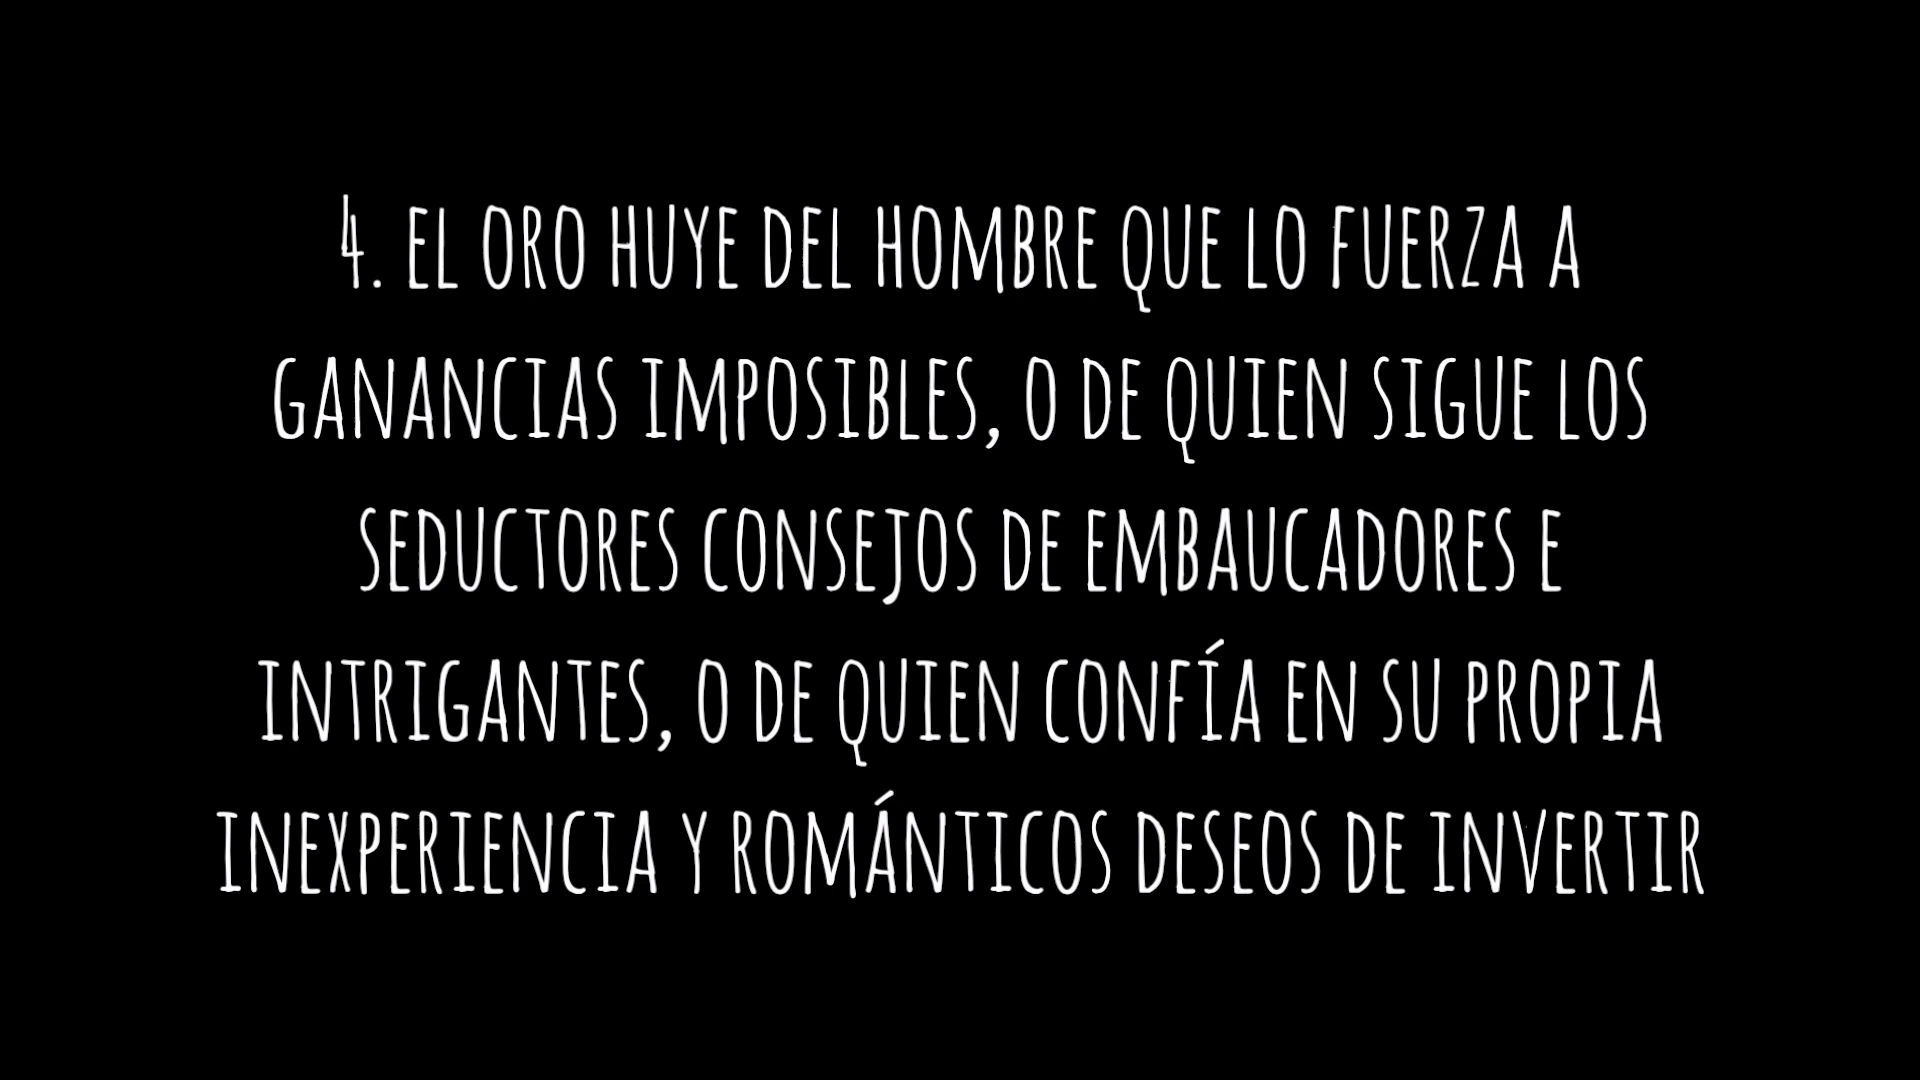 4. EL ORO HUYE DEL HOMBRE QUE LO FUERZA A
GANANCIAS IMPOSIBLES, O DE QUIEN SIGUE LOS
SEDUCTORES CONSEJOS DE EMBAUCADORES E
INTRIGANTES, O DE QUIEN CONFÍA EN SU PROPIA
INEXPERIENCIA Y ROMÁNTICOS DESEOS DE INVERTIR